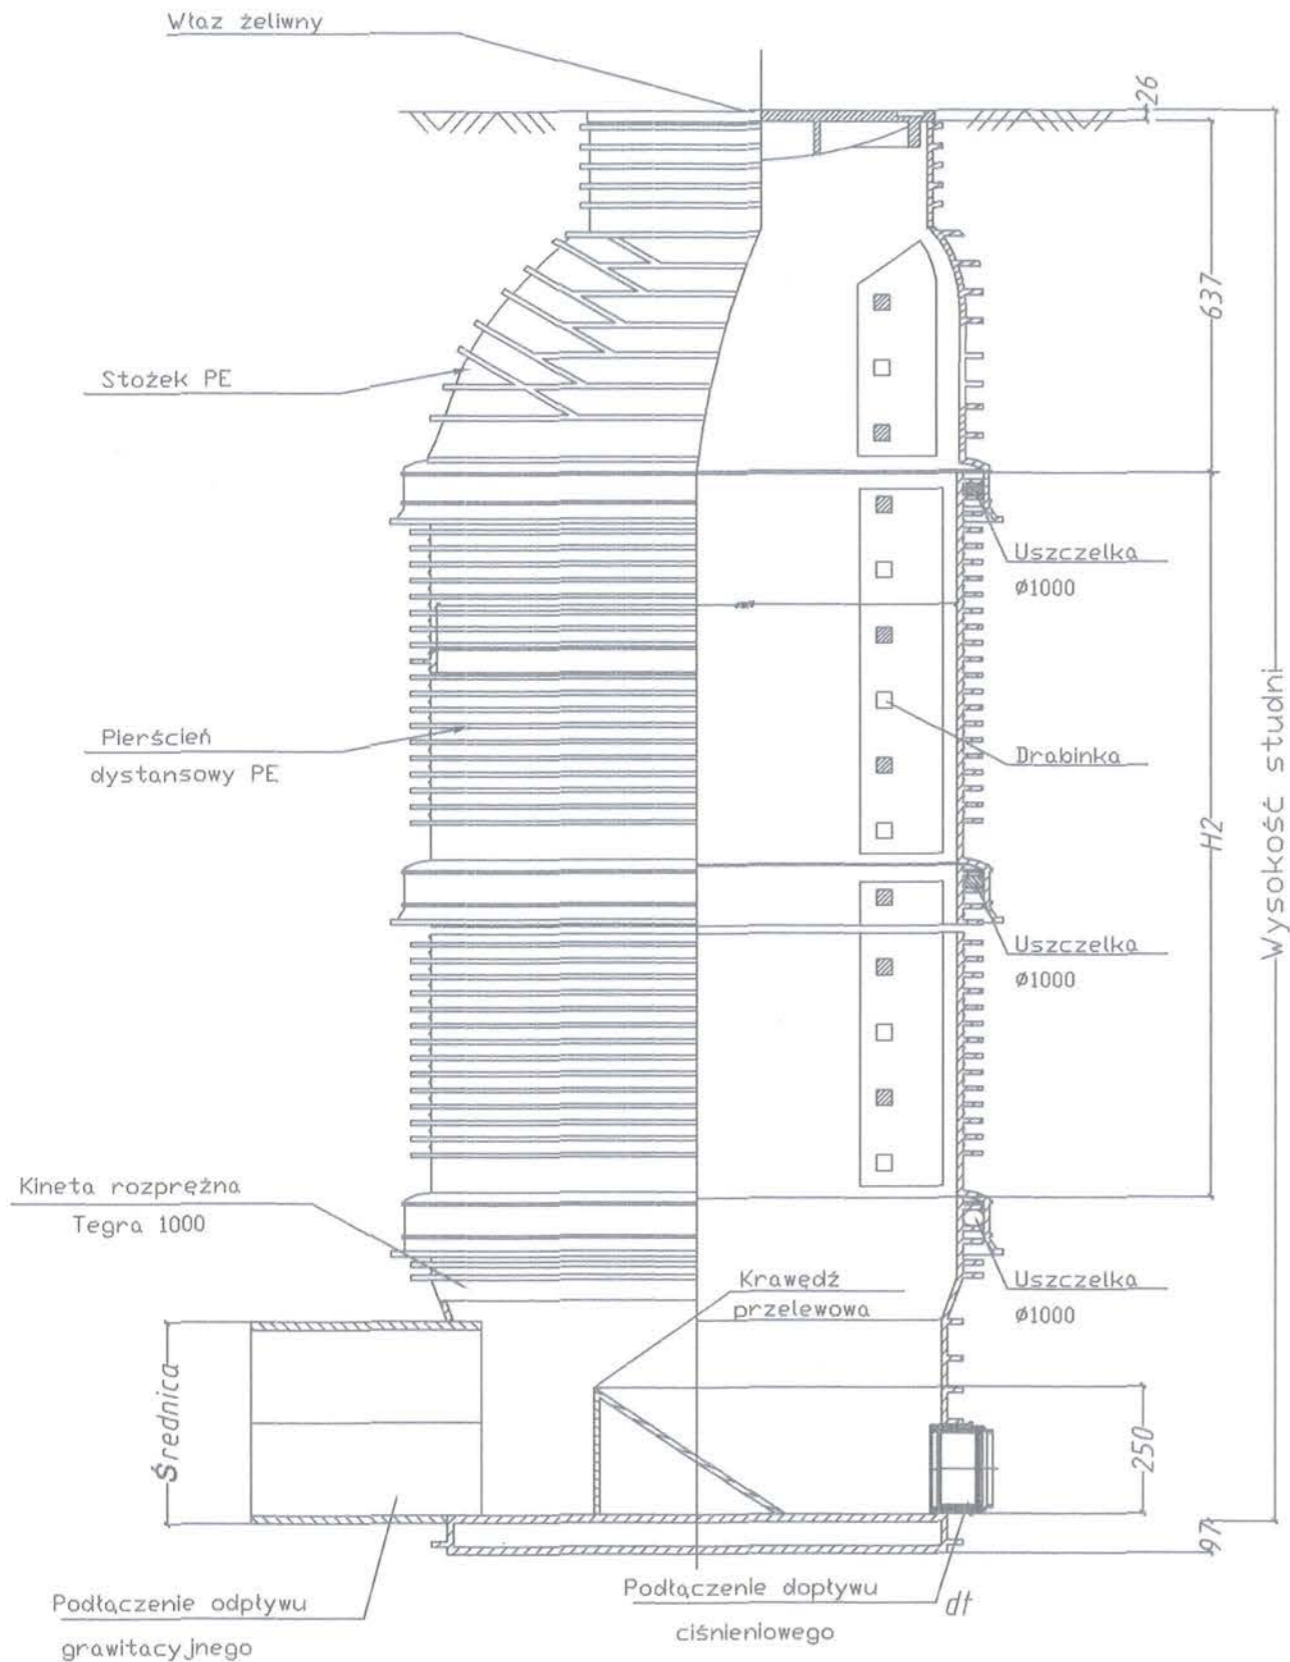 Właz żeliwny
26
637
Stożek PE
Uszczelka
ø1000
Pierścień
dystansowy PE
Drabinka
H2
Wysokość studni
Uszczelka
ø1000
Kineta rozprężna
Tegra 1000
Krawędź
przelewowa
Uszczelka
ø1000
Średnica
250
97
Podłączenie odpływu
grawitacyjnego
Podłączenie dopływu
ciśnieniowego
dt